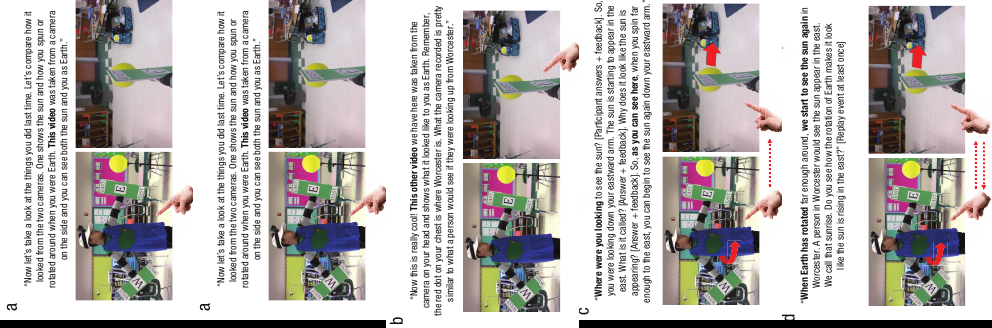 a
"Now let's take a look at the things you did last time. Let's compare how it
looked from the two cameras. One shows the sun and how you spun or
rotated around when you were Earth. This video was taken from a camera
on the side and you can see both the sun and you as Earth."
E
W
a
"Now let's take a look at the things you did last time. Let's compare how it
looked from the two cameras. One shows the sun and how you spun or
rotated around when you were Earth. This video was taken from a camera
on the side and you can see both the sun and you as Earth."
E
W
b
"Now this is really cool! This other video we have here was taken from the
camera on your head and shows what it looked like to you as Earth. Remember,
the red dot on your chest is where Worcester is. What the camera recorded is pretty
similar to what a person would see if they were looking up from Worcester."
E
W
c
"Where were you looking to see the sun? [Participant answers + feedback]. So,
you were looking down your eastward arm. The sun is starting to appear in the
east. What is it called? [Answer + feedback]. Why does it look like the sun is
appearing? [Answer + feedback]. So, as you can see here, when you spin far
enough to the east, you can begin to see the sun again down your eastward arm."
E
W
d
"When Earth has rotated far enough around, we start to see the sun again in
Worcester. A person in Worcester would see the sun appear in the east.
We call that sunrise. Do you see how the rotation of Earth makes it look
like the sun is rising in the east?" [Replay event at least once]
E
W